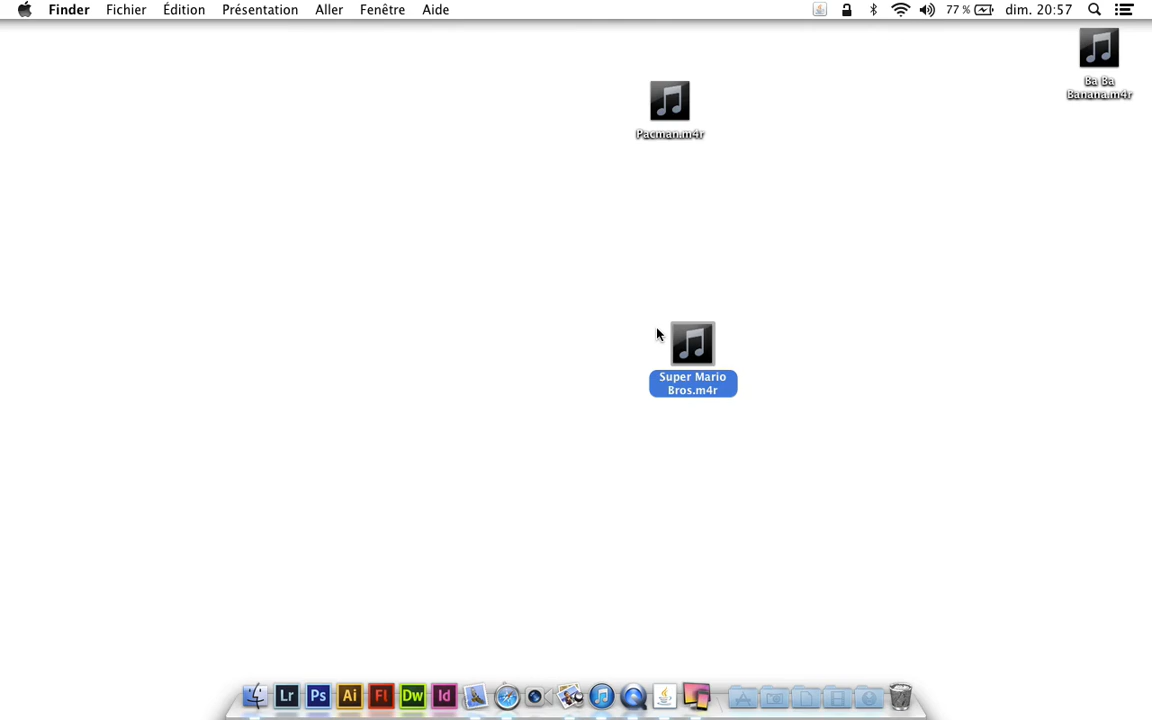 Finder Fichier Édition Présentation Aller Fenêtre Aide 77 % dim. 20:57
Ba Ba
Banana.m4r
Pacman.m4r
Super Mario
Bros.m4r
Lr Ps Ai Fl Dw Id